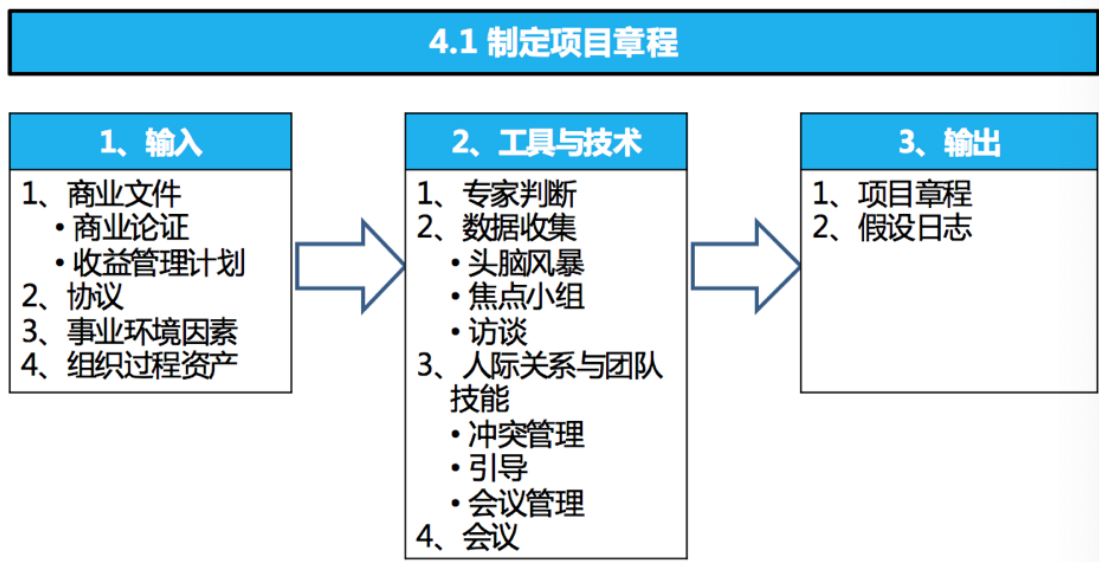 4.1 制定项目章程
1、输入
1、商业文件
• 商业论证
• 收益管理计划
2、协议
3、事业环境因素
4、组织过程资产
2、工具与技术
1、专家判断
2、数据收集
• 头脑风暴
• 焦点小组
• 访谈
3、人际关系与团队
技能
• 冲突管理
• 引导
• 会议管理
4、会议
3、输出
1、项目章程
2、假设日志